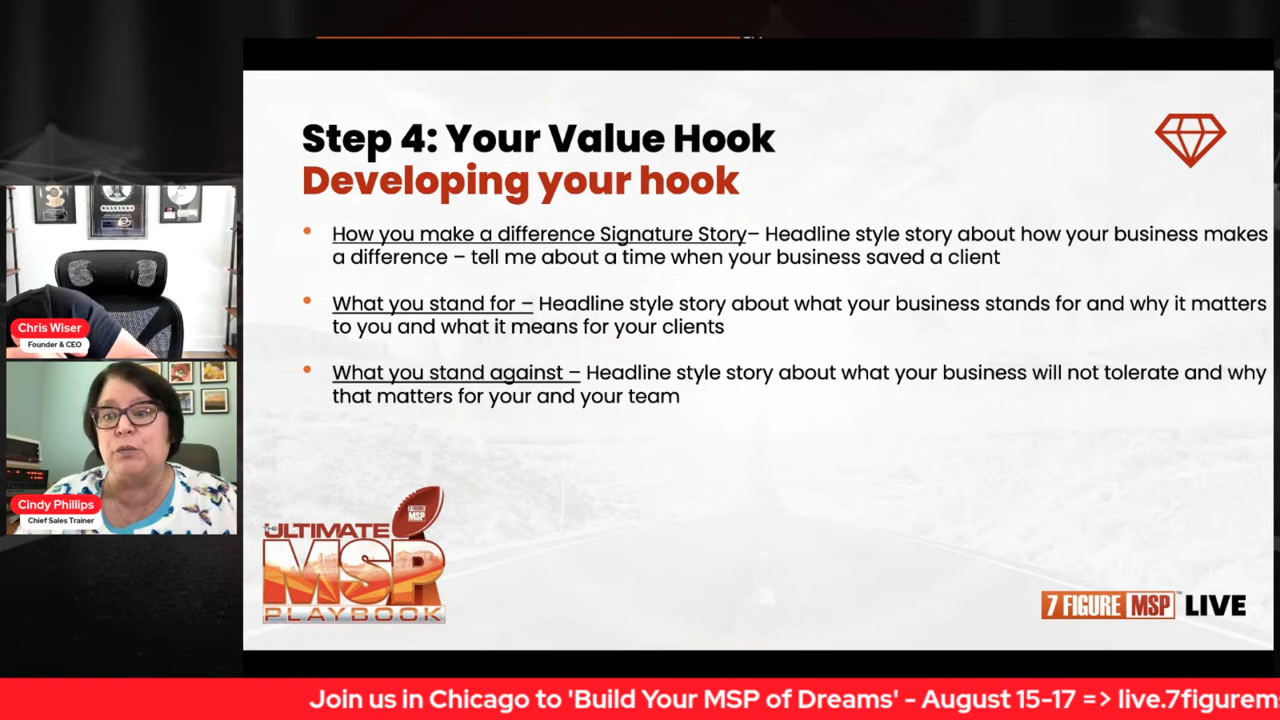 Step 4: Your Value Hook
Developing your hook
• How you make a difference Signature Story– Headline style story about how your business makes
a difference – tell me about a time when your business saved a client
• What you stand for – Headline style story about what your business stands for and why it matters
to you and what it means for your clients
• What you stand against – Headline style story about what your business will not tolerate and why
that matters for your and your team
Chris Wiser
Founder & CEO
Cindy Phillips
Chief Sales Trainer
THE
ULTIMATE
MSP
PLAYBOOK
7 FIGURE MSP™ LIVE
Join us in Chicago to 'Build Your MSP of Dreams' - August 15-17 => live.7figurem